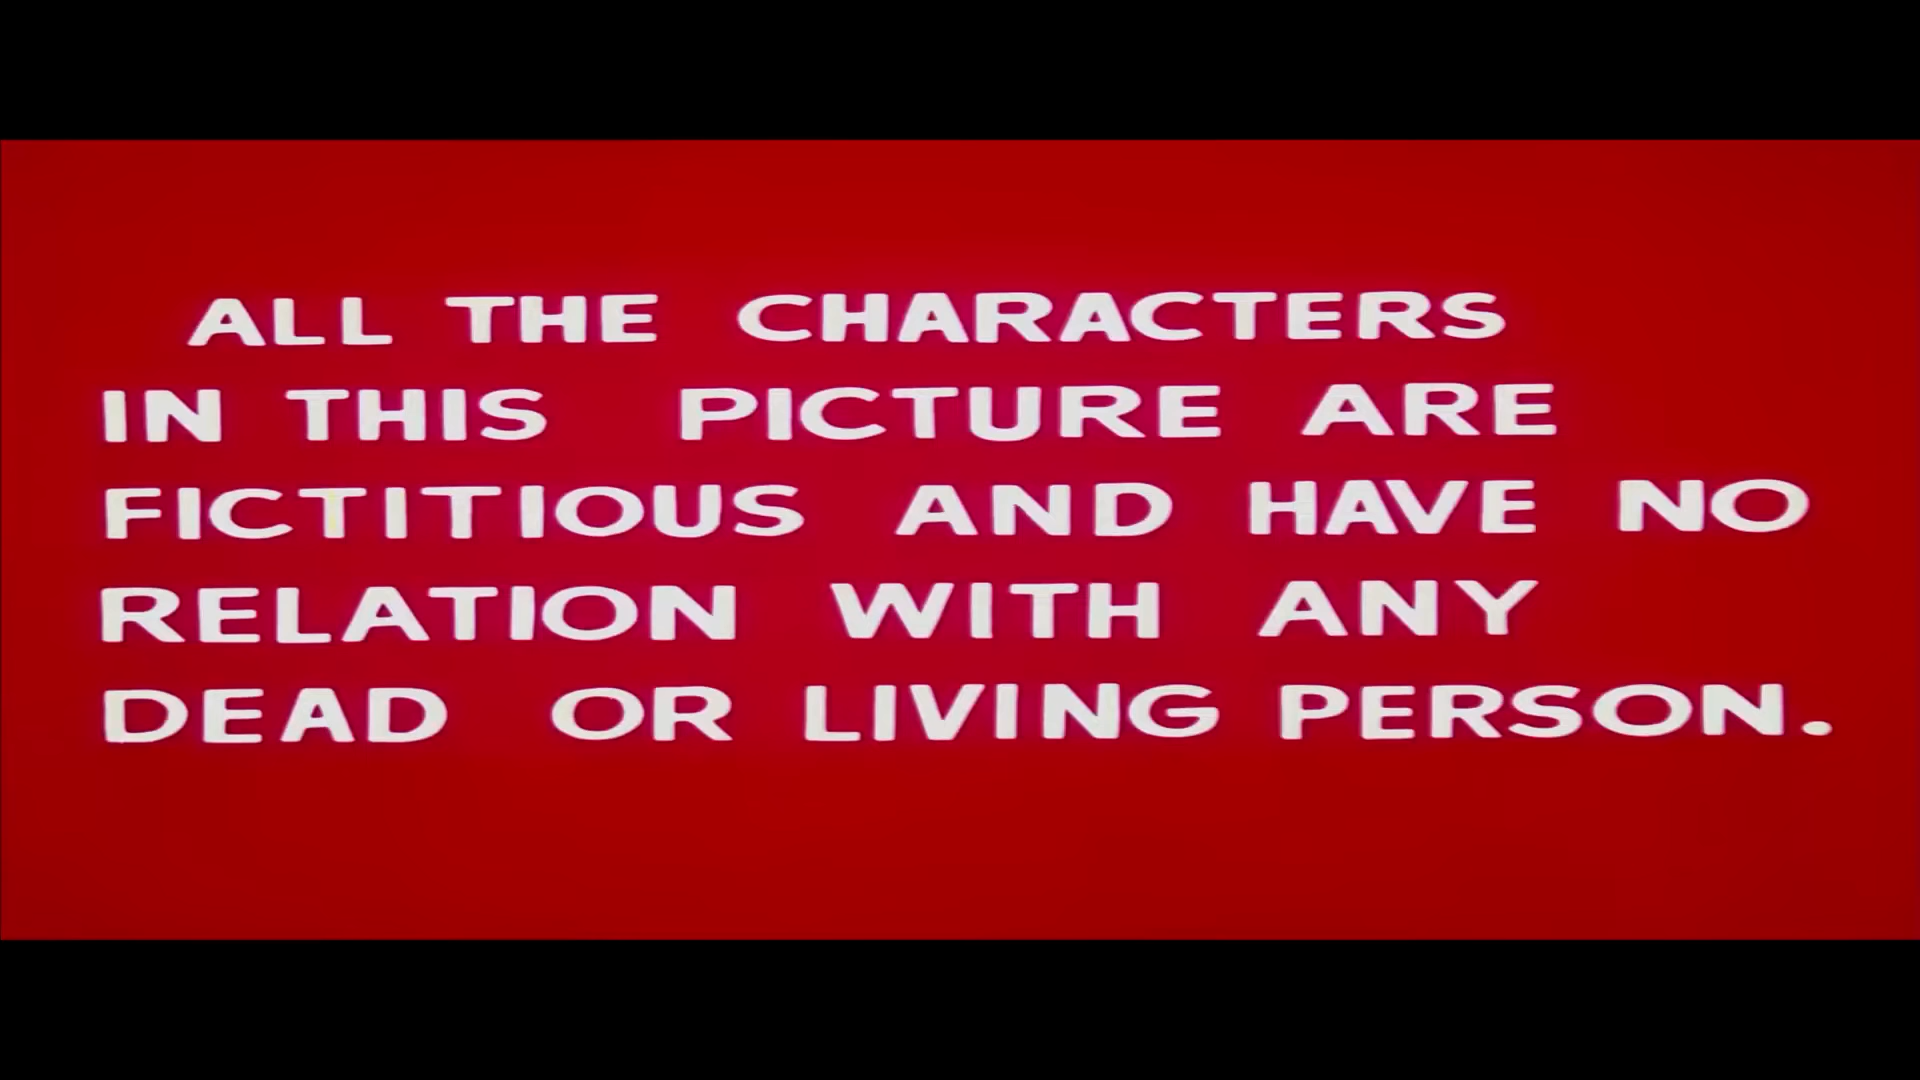 ALL THE CHARACTERS
IN THIS PICTURE ARE
FICTITIOUS AND HAVE NO
RELATION WITH ANY
DEAD OR LIVING PERSON.